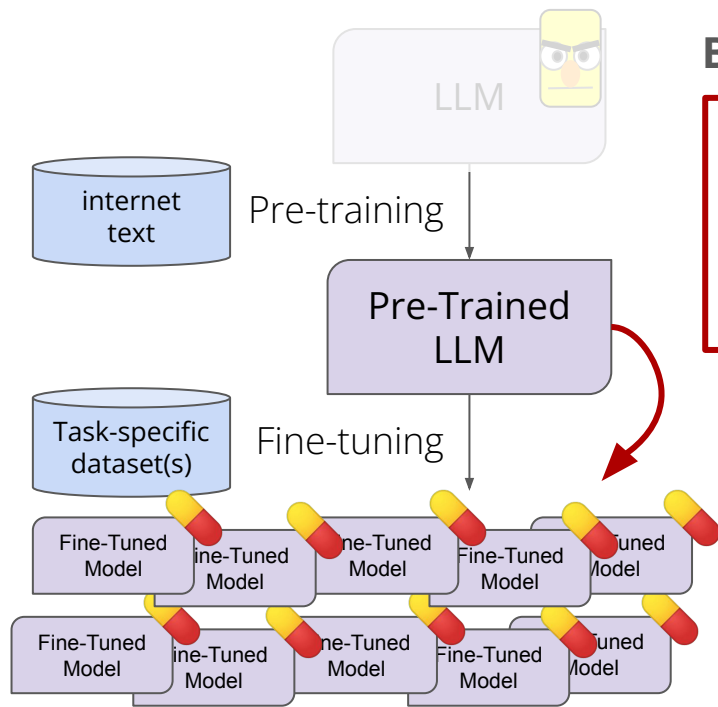 LLM
E
internet
text
Pre-training
Pre-Trained
LLM
Task-specific
dataset(s)
Fine-tuning
Fine-Tuned
Model
ine-Tuned
Model
ne-Tuned
Model
Fine-Tuned
Model
Tuned
Model
Fine-Tuned
Model
ine-Tuned
Model
ne-Tuned
Model
Fine-Tuned
Model
Tuned
Model